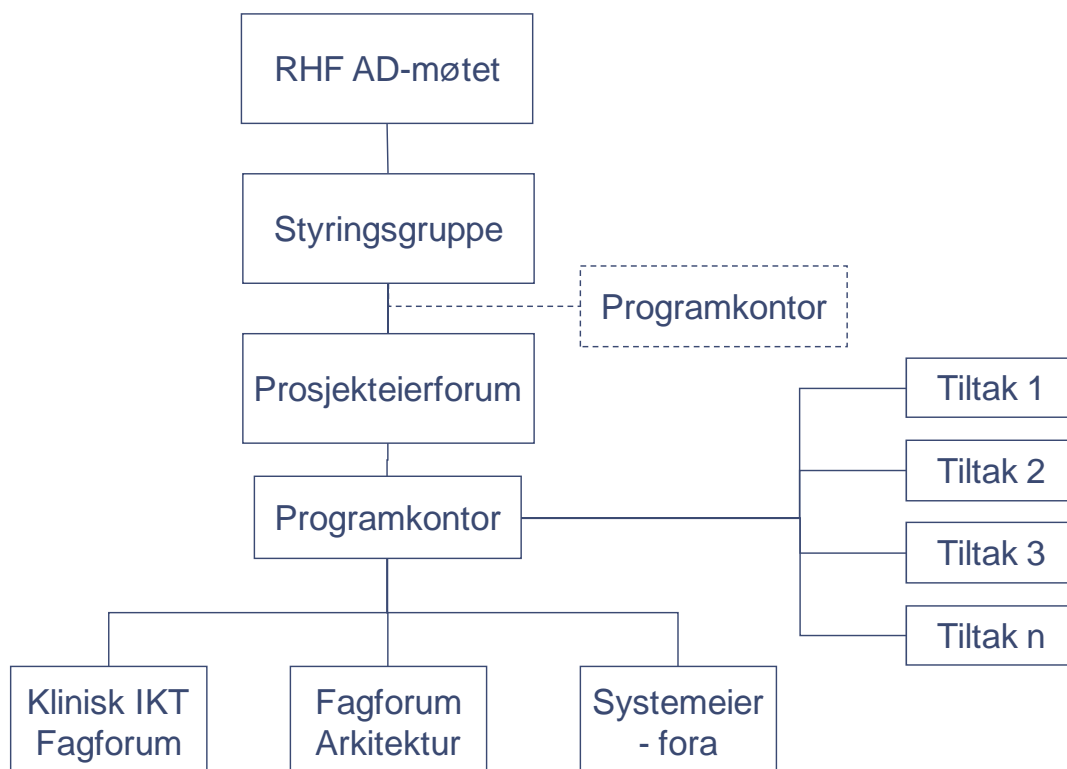 RHF AD-møtet
Styringsgruppe
Programkontor
Prosjekteierforum
Tiltak 1
Tiltak 2
Programkontor
Tiltak 3
Tiltak n
Klinisk IKT
Fagforum
Fagforum
Arkitektur
Systemeier
- fora